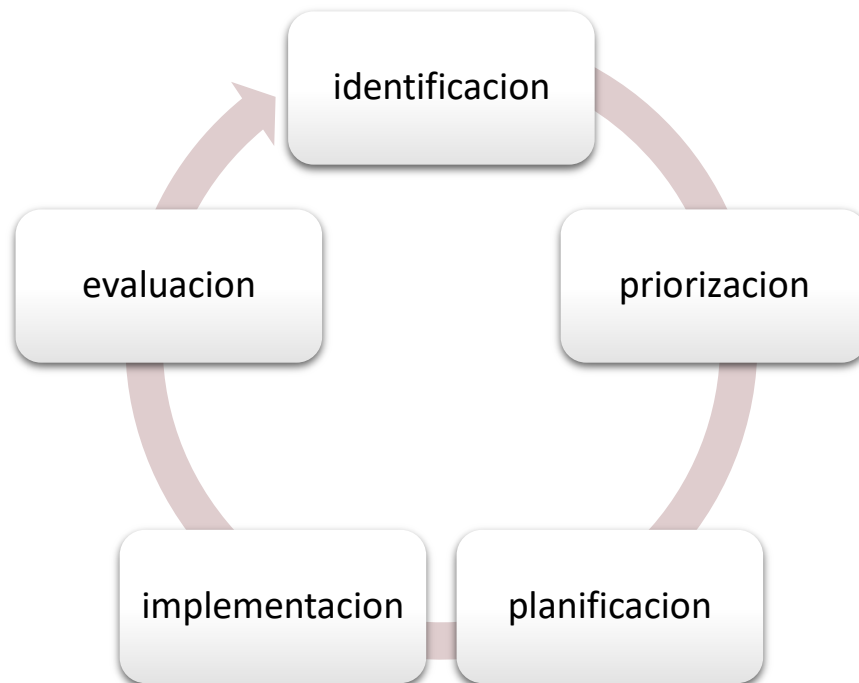 identificacion
priorizacion
planificacion
implementacion
evaluacion